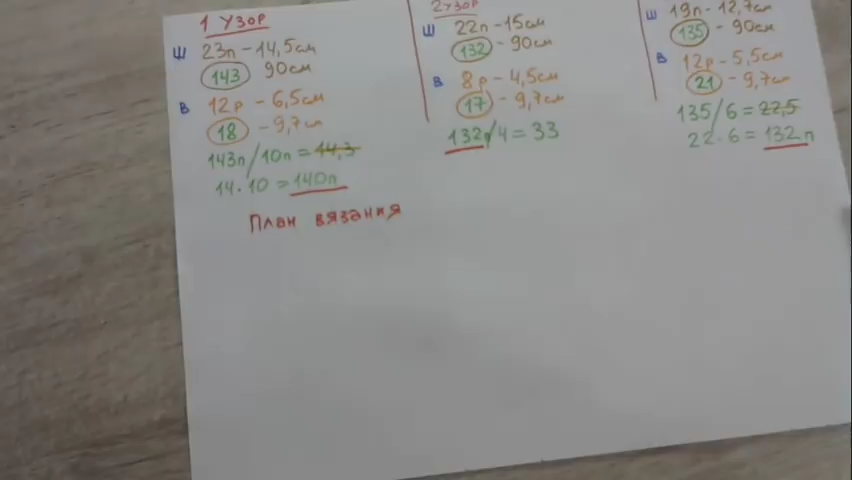 1 УЗОР
Ш 23п - 14,5см
143 90см
В 12р - 6,5см
18 - 9,7см
143п/10п = 14,3
14·10 = 140п
2 УЗОР
Ш 22п - 15см
132 - 90см
В 8р - 4,5см
17 - 9,7см
132п/4 = 33
Ш 19п - 12,7см
135 - 90см
В 12р - 5,5см
21 - 9,7см
135/6 = 22,5
22·6 = 132п
План вязания